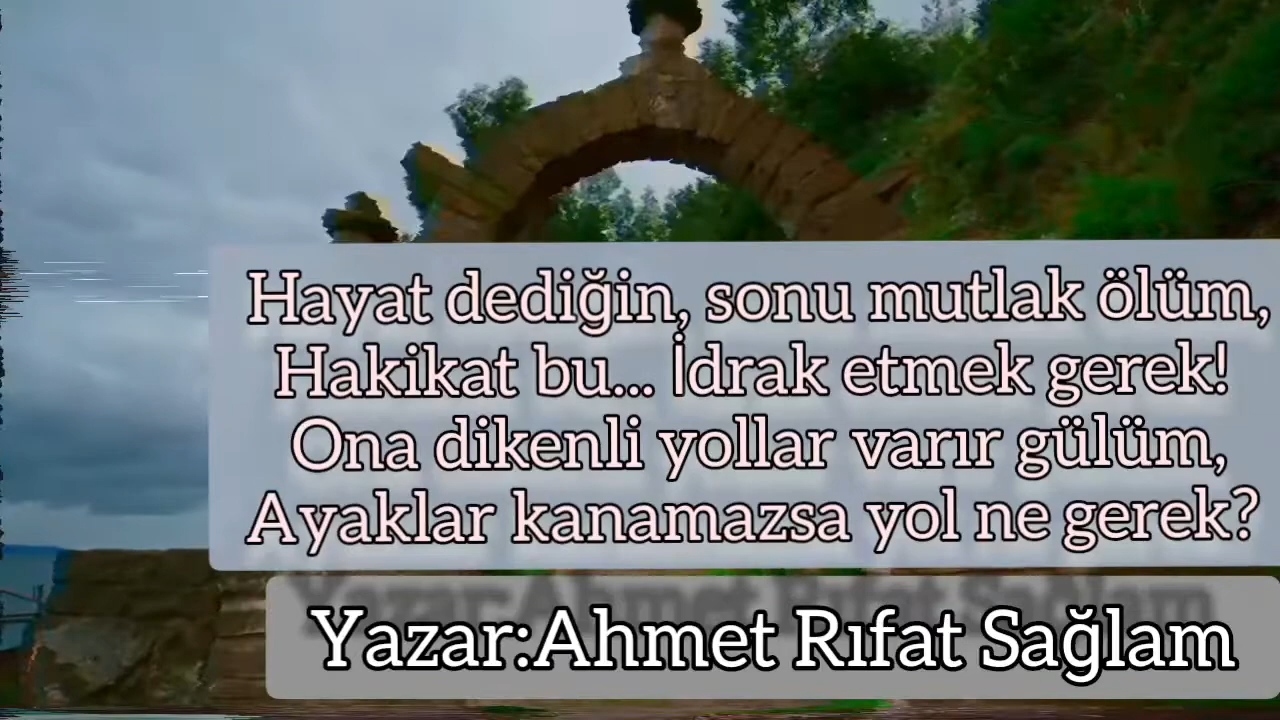 Hayat dediğin, sonu mutlak ölüm,
Hakikat bu... İdrak etmek gerek!
Ona dikenli yollar varır gülüm,
Ayaklar kanamazsa yol ne gerek?
Yazar:Ahmet Rıfat Sağlam